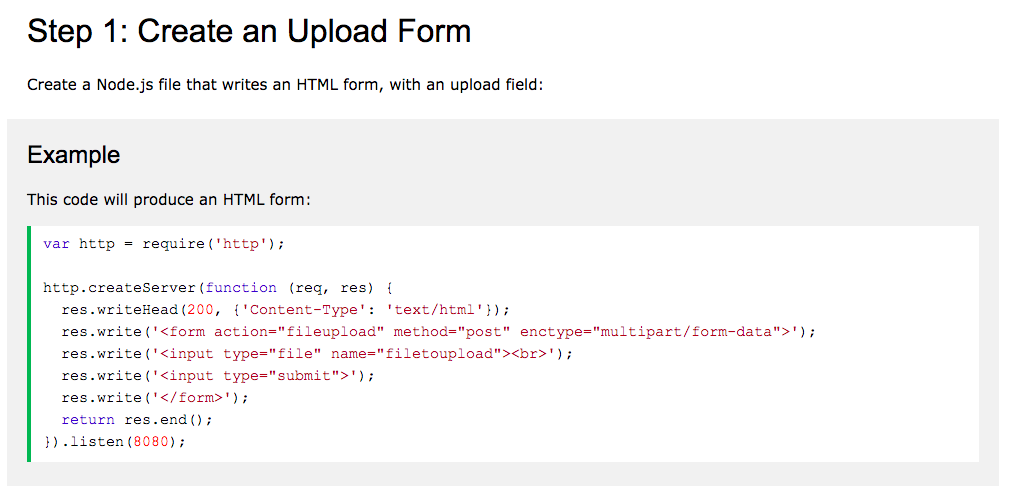 Step 1: Create an Upload Form
Create a Node.js file that writes an HTML form, with an upload field:
Example
This code will produce an HTML form:
var http = require('http');
http.createServer(function (req, res) {
  res.writeHead(200, {'Content-Type': 'text/html'});
  res.write('<form action="fileupload" method="post" enctype="multipart/form-data">');
  res.write('<input type="file" name="filetoupload"><br>');
  res.write('<input type="submit">');
  res.write('</form>');
  return res.end();
}).listen(8080);